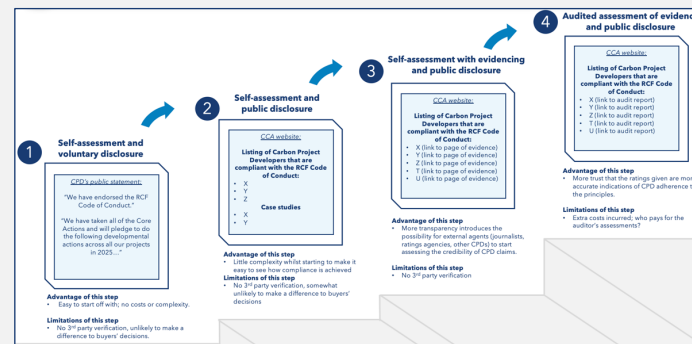 1
Self-assessment and
voluntary disclosure
CPD's public statement:
"We have endorsed the RCF
Code of Conduct."
"We have taken all of the Core
Actions and will pledge to do
the following developmental
actions across all our projects
in 2025…."
Advantage of this step
• Easy to start off with; no costs or complexity.
Limitations of this step
• No 3rd party verification, unlikely to make a
difference to buyers' decisions.
2
Self-assessment and
public disclosure
CCA website:
Listing of Carbon Project
Developers that are
compliant with the RCF Code
of Conduct:
• X
• Y
• Z
Case studies
• X
• Y
Advantage of this step
• Little complexity whilst starting to make it
easy to see how compliance is achieved
Limitations of this step
• No 3rd party verification, somewhat
unlikely to make a difference to buyers'
decisions
3
Self-assessment with evidencing
and public disclosure
CCA website:
Listing of Carbon Project
Developers that are
compliant with the RCF Code
of Conduct:
• X (link to page of evidence)
• Y (link to page of evidence)
• Z (link to page of evidence)
• T (link to page of evidence)
• U (link to page of evidence)
Advantage of this step
• More transparency introduces the
possibility for external agents (journalists,
ratings agencies, other CPDs) to start
assessing the credibility of CPD claims.
Limitations of this step
• No 3rd party verification
4
Audited assessment of evidenc
and public disclosure
CCA website:
Listing of Carbon Project
Developers that are
compliant with the RCF Code
of Conduct:
• X (link to audit report)
• Y (link to audit report)
• Z (link to audit report)
• T (link to audit report)
• U (link to audit report)
Advantage of this step
• More trust that the ratings given are mor
accurate indications of CPD adherence t
the principles.
Limitations of this step
• Extra costs incurred; who pays for the
auditor's assessments?